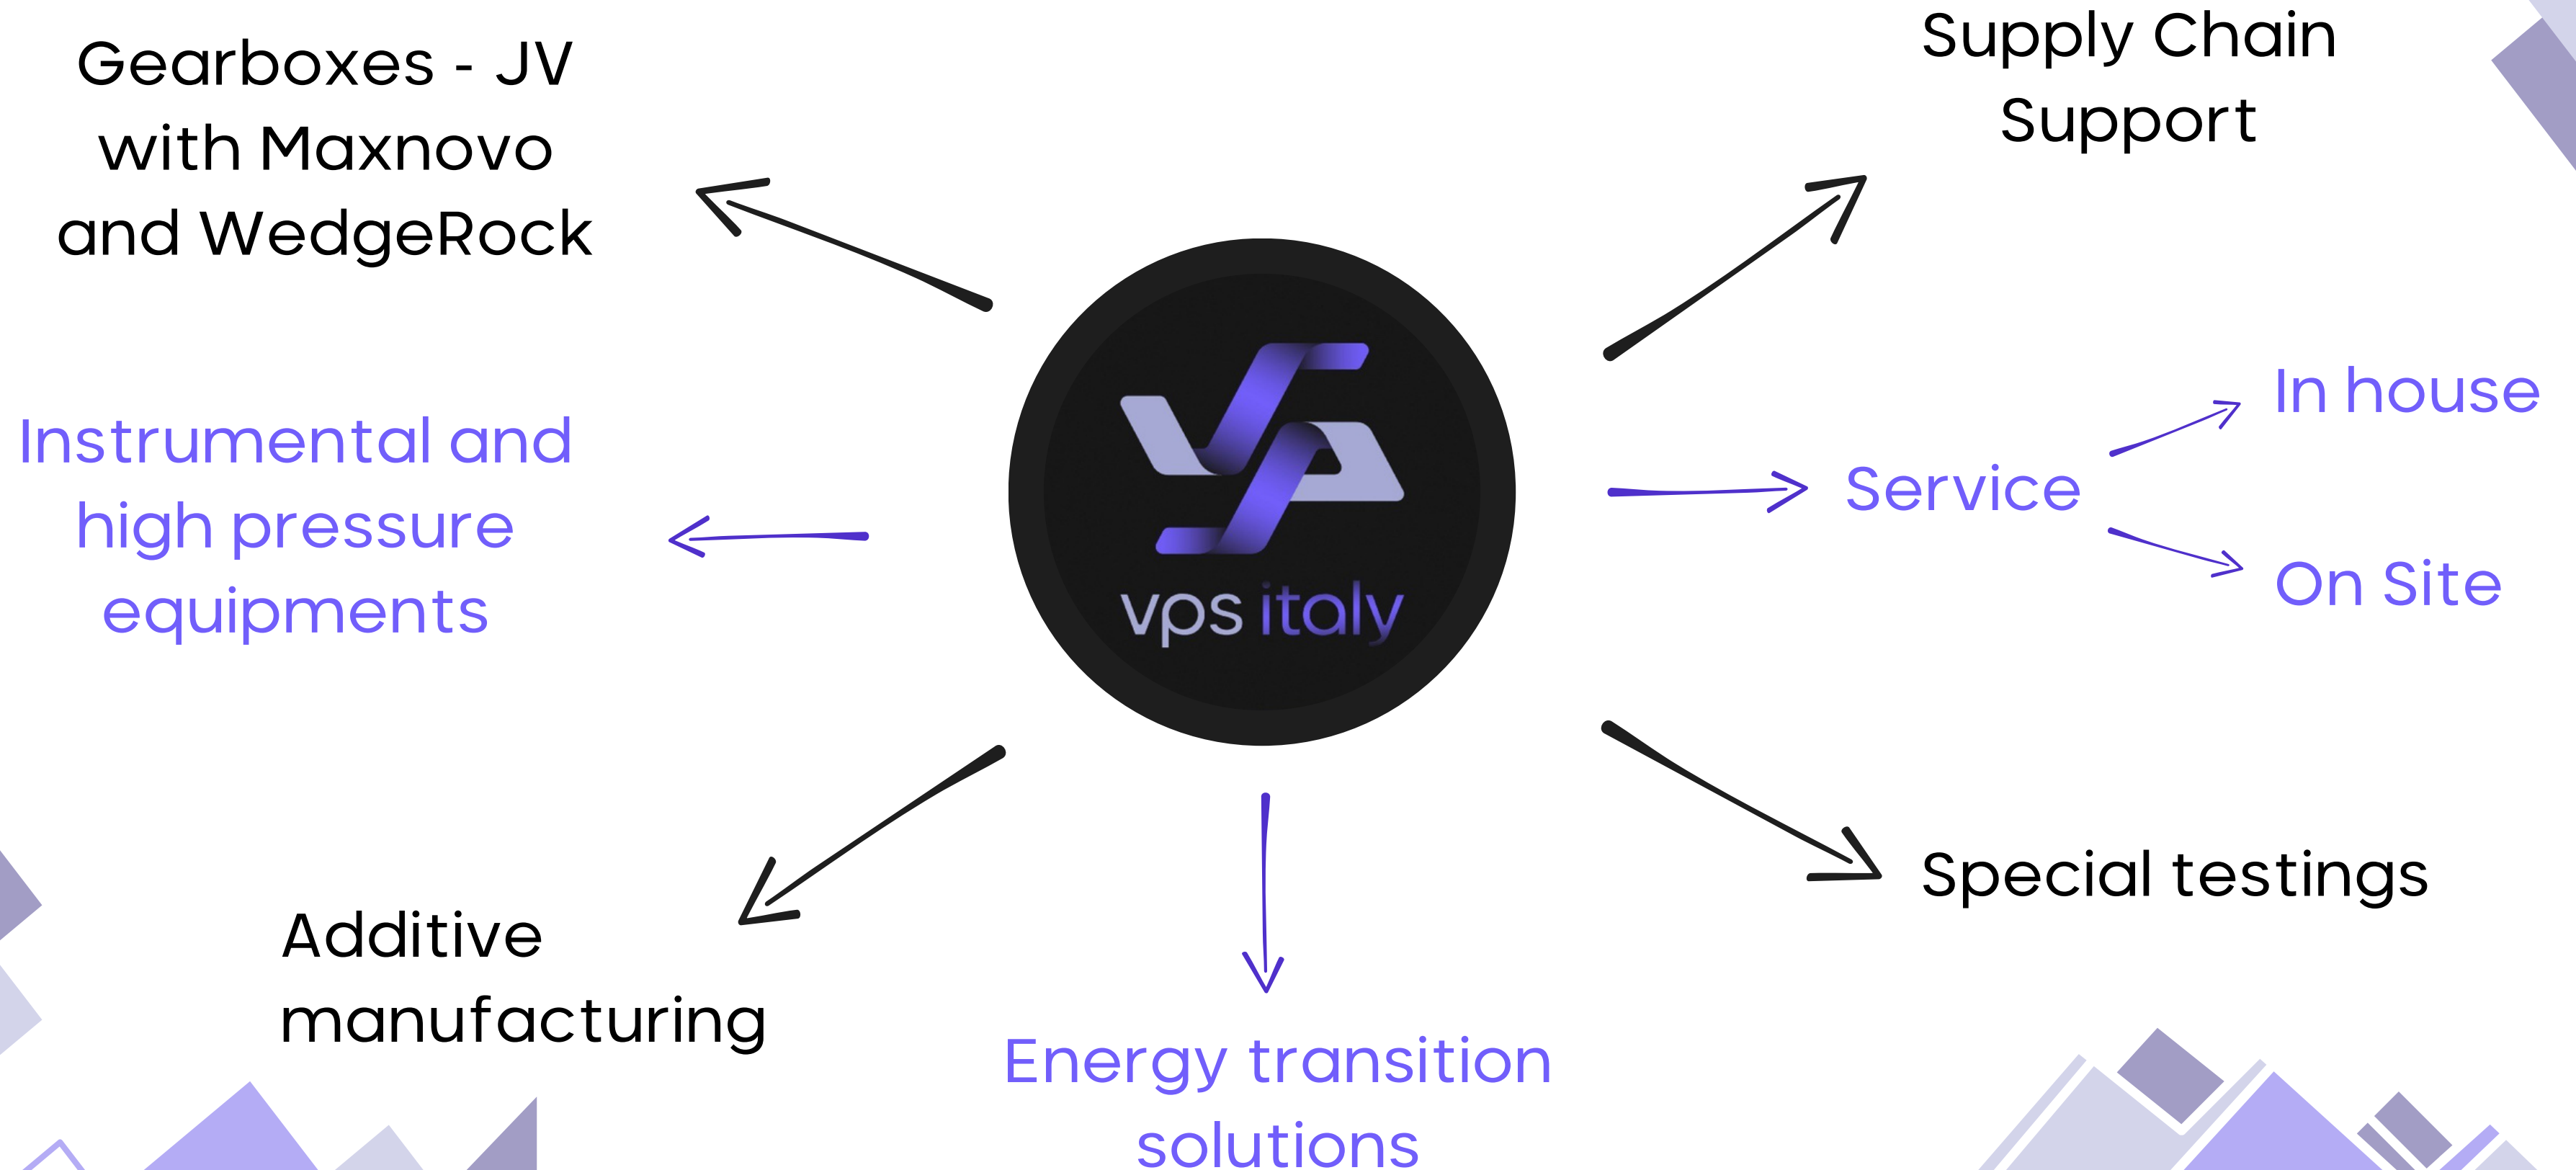 Gearboxes - JV
with Maxnovo
and WedgeRock
Supply Chain
Support
Instrumental and
high pressure
equipments
vps italy
Service
In house
On Site
Additive
manufacturing
Energy transition
solutions
Special testings